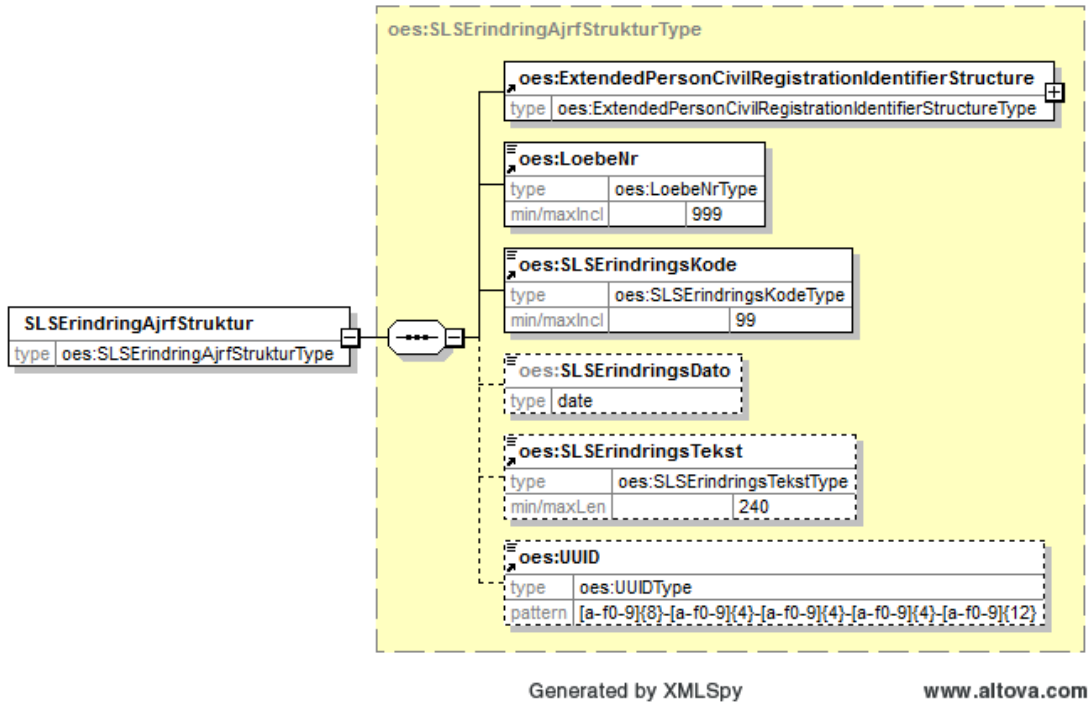 oes:SLSErindringAjrfStrukturType
oes:ExtendedPersonCivilRegistrationIdentifierStructure
type oes:ExtendedPersonCivilRegistrationIdentifierStructureType
oes:LoebeNr
type oes:LoebeNrType
min/maxIncl 999
oes:SLSErindringsKode
type oes:SLSErindringsKodeType
min/maxIncl 99
SLSErindringAjrfStruktur
type oes:SLSErindringAjrfStrukturType
oes:SLSErindringsDato
type date
oes:SLSErindringsTekst
type oes:SLSErindringsTekstType
min/maxLen 240
oes:UUID
type oes:UUIDType
pattern [a-f0-9]{8}-[a-f0-9]{4}-[a-f0-9]{4}-[a-f0-9]{4}-[a-f0-9]{12}
Generated by XMLSpy www.altova.com